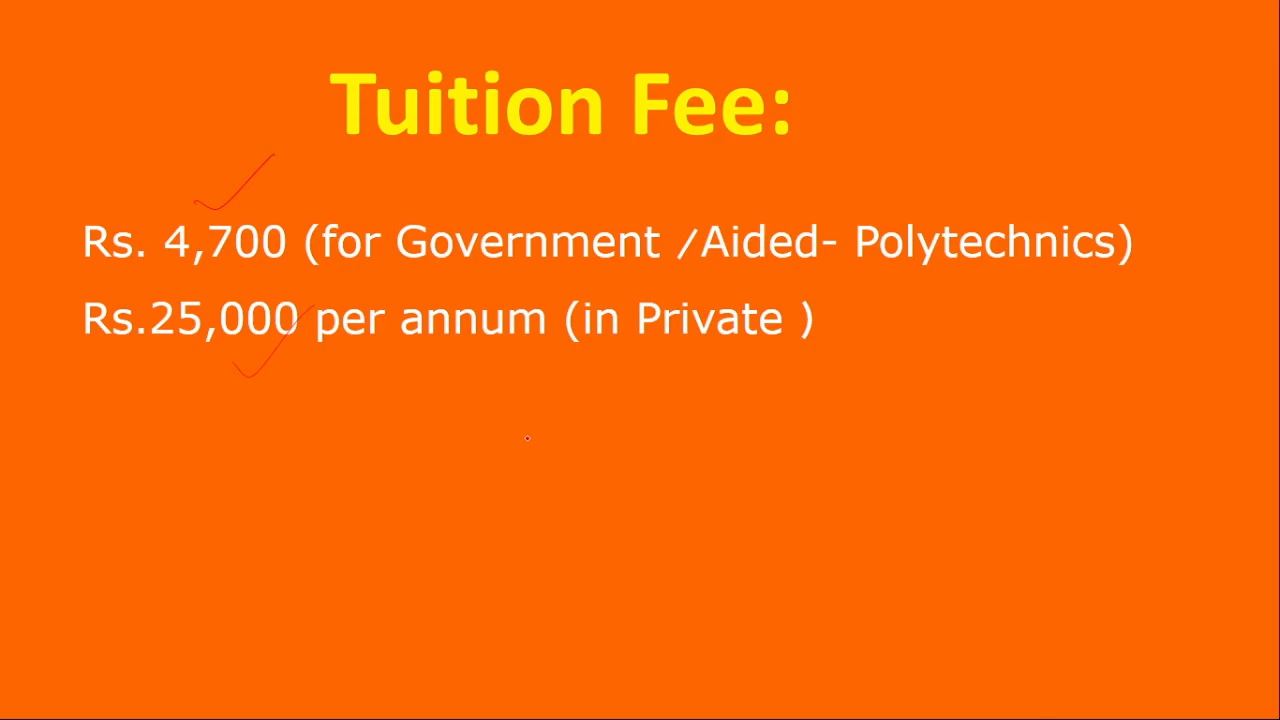 Tuition Fee:
Rs. 4,700 (for Government /Aided- Polytechnics)
Rs.25,000 per annum (in Private )